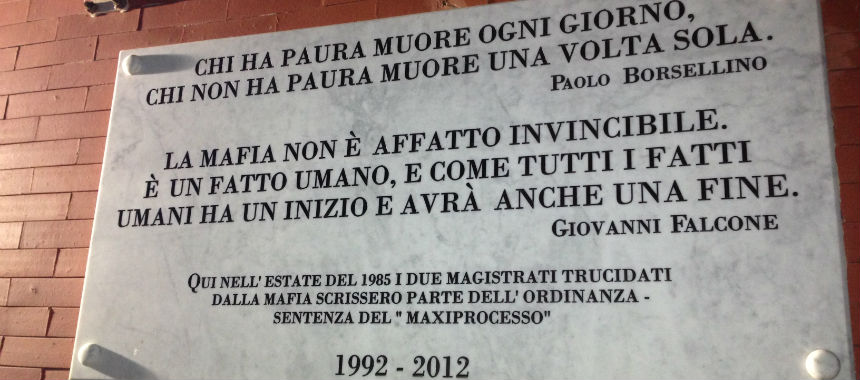 CHI HA PAURA MUORE OGNI GIORNO,
CHI NON HA PAURA MUORE UNA VOLTA SOLA.
PAOLO BORSELLINO
LA MAFIA NON È AFFATTO INVINCIBILE.
È UN FATTO UMANO, E COME TUTTI I FATTI
UMANI HA UN INIZIO E AVRÀ ANCHE UNA FINE.
GIOVANNI FALCONE
QUI NELL' ESTATE DEL 1985 I DUE MAGISTRATI TRUCIDATI
DALLA MAFIA SCRISSERO PARTE DELL' ORDINANZA -
SENTENZA DEL " MAXIPROCESSO"
1992 - 2012